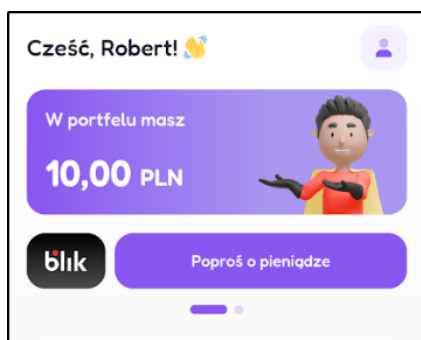 Cześć, Robert! 👋
W portfelu masz
10,00 PLN
blik
Poproś o pieniądze